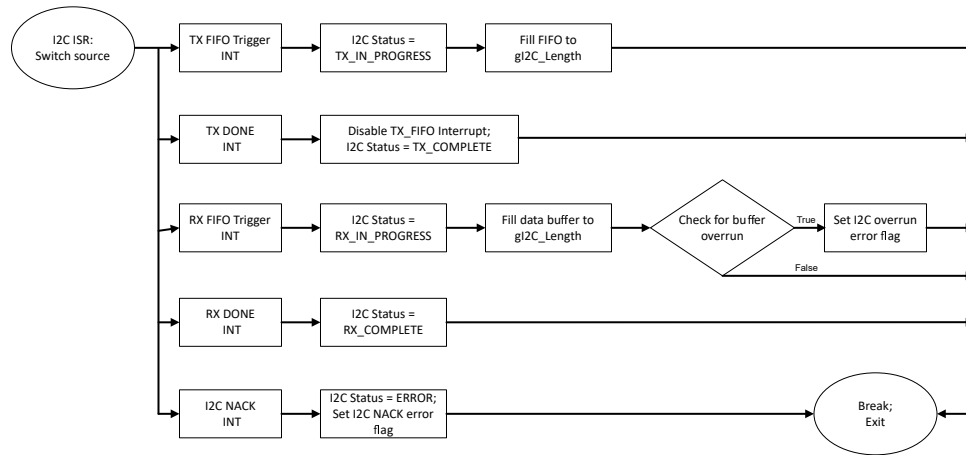 I2C ISR:
Switch source
TX FIFO Trigger
INT
I2C Status =
TX_IN_PROGRESS
Fill FIFO to
gI2C_Length
TX DONE
INT
Disable TX_FIFO Interrupt;
I2C Status = TX_COMPLETE
RX FIFO Trigger
INT
I2C Status =
RX_IN_PROGRESS
Fill data buffer to
gI2C_Length
Check for buffer
overrun
True
Set I2C overrun
error flag
False
RX DONE
INT
I2C Status =
RX_COMPLETE
I2C NACK
INT
I2C Status = ERROR;
Set I2C NACK error
flag
Break;
Exit